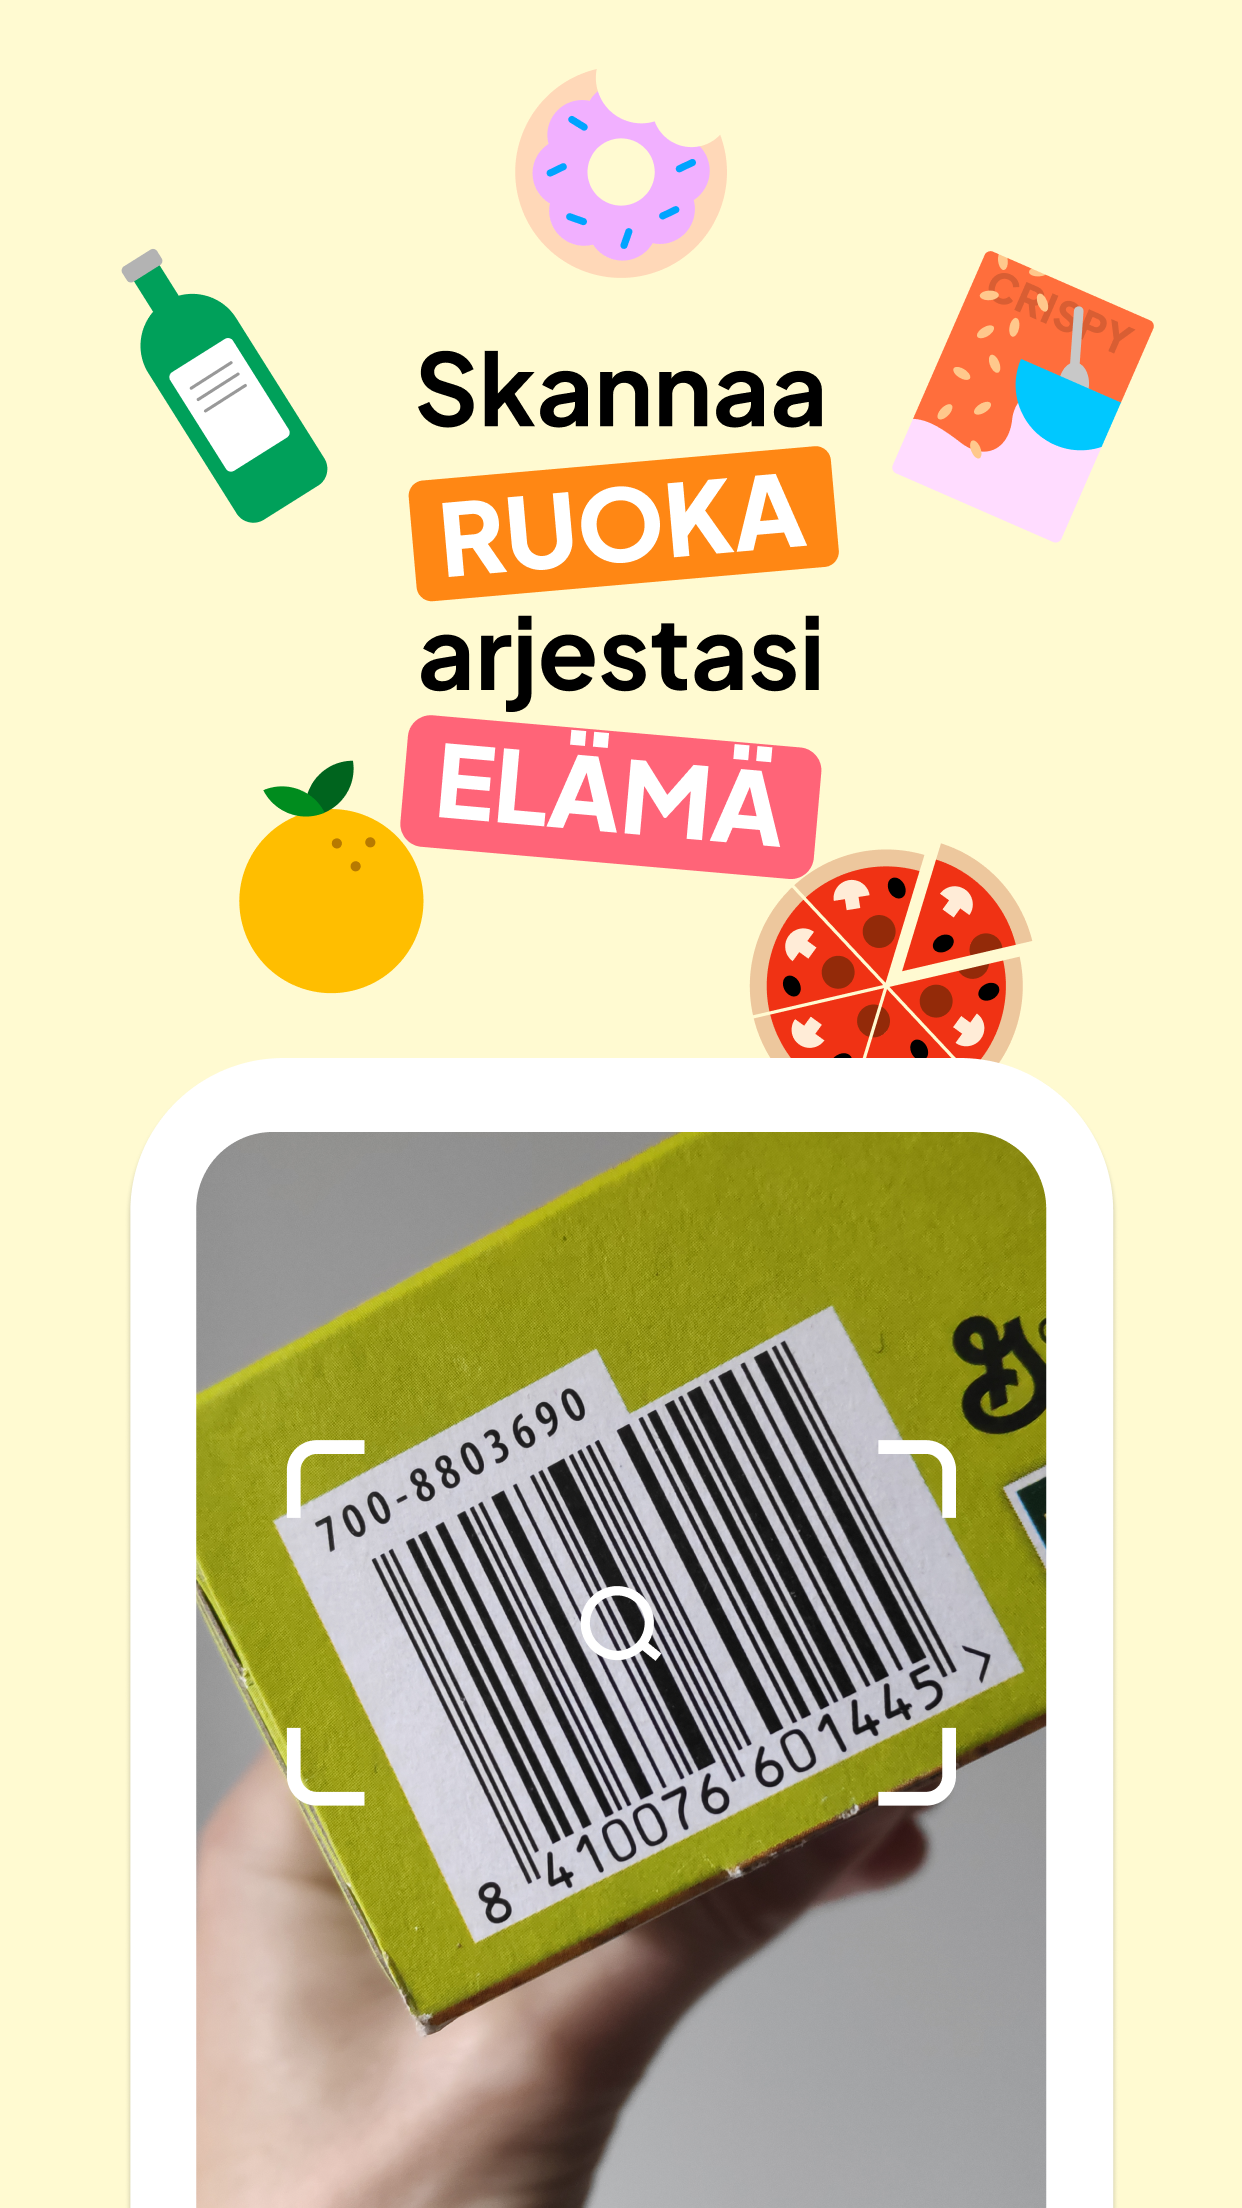 CRISPY
Skannaa
RUOKA
arjestasi
ELÄMÄ
700-8803690
8 410076 601445 >